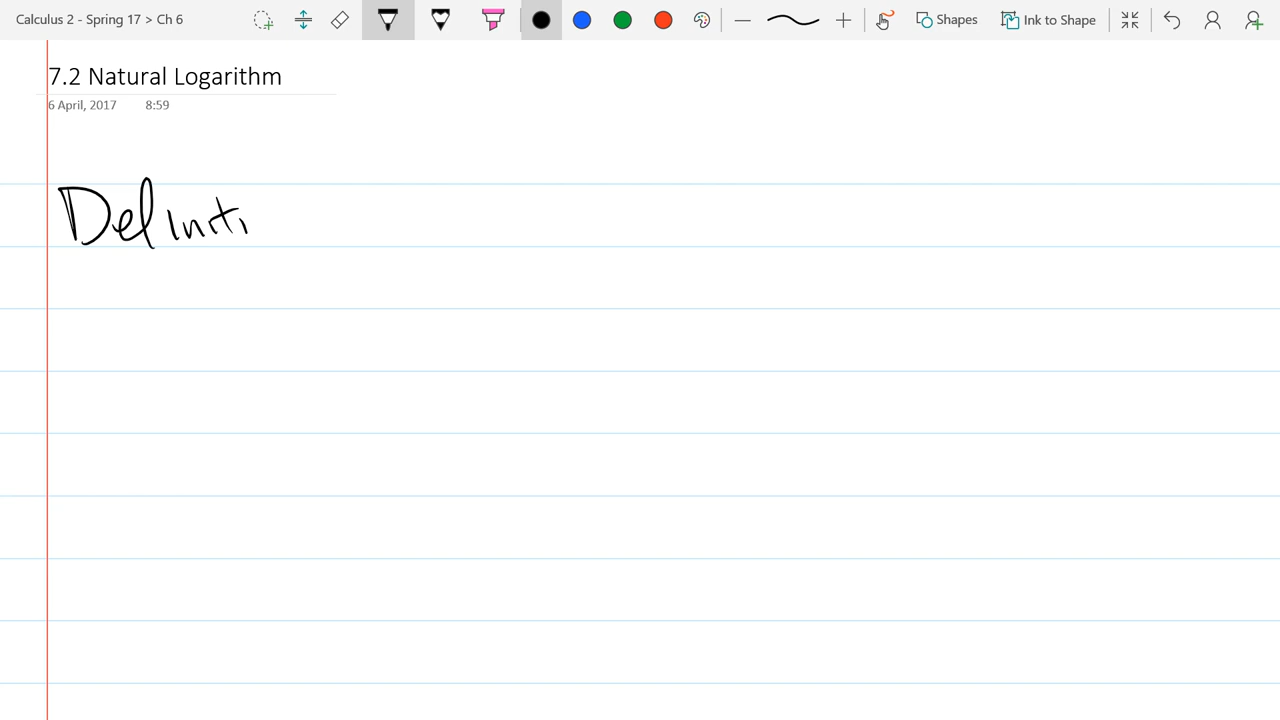 Calculus 2 - Spring 17 > Ch 6
Shapes
Ink to Shape
7.2 Natural Logarithm
6 April, 2017 8:59
Definiti